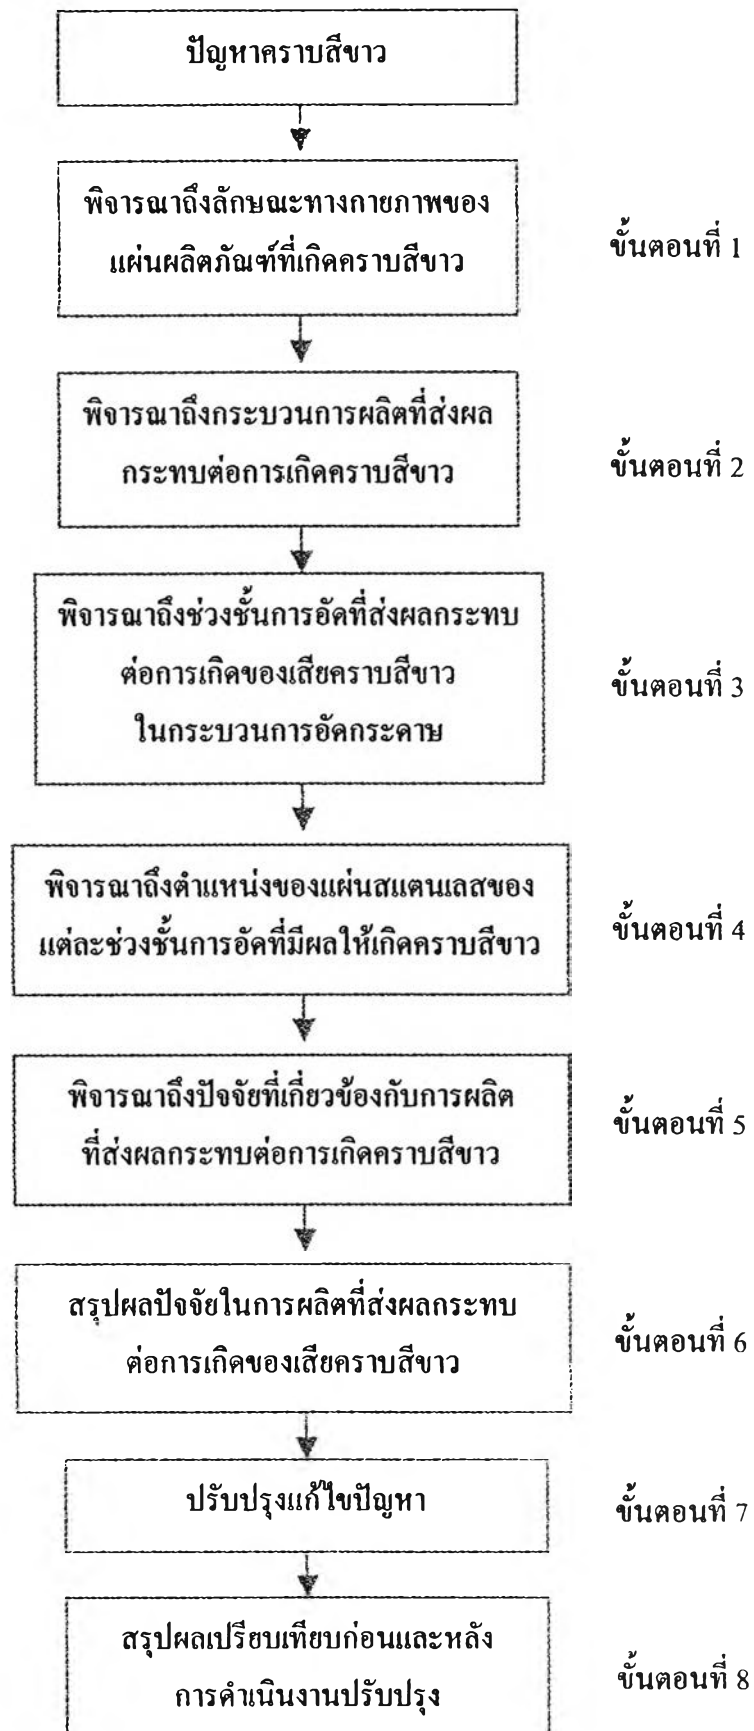 ปัญหาคราบสีขาว
พิจารณาถึงลักษณะทางกายภาพของ
แผ่นผลิตภัณฑ์ที่เกิดคราบสีขาว
ขั้นตอนที่ 1
พิจารณาถึงกระบวนการผลิตที่ส่งผล
กระทบต่อการเกิดคราบสีขาว
ขั้นตอนที่ 2
พิจารณาถึงช่วงชั้นการอัดที่ส่งผลกระทบ
ต่อการเกิดของเสียคราบสีขาว
ในกระบวนการอัดกระดาษ
ขั้นตอนที่ 3
พิจารณาถึงตำแหน่งของแผ่นสแตนเลสของ
แต่ละช่วงชั้นการอัดที่มีผลให้เกิดคราบสีขาว
ขั้นตอนที่ 4
พิจารณาถึงปัจจัยที่เกี่ยวข้องกับการผลิต
ที่ส่งผลกระทบต่อการเกิดคราบสีขาว
ขั้นตอนที่ 5
สรุปผลปัจจัยในการผลิตที่ส่งผลกระทบ
ต่อการเกิดของเสียคราบสีขาว
ขั้นตอนที่ 6
ปรับปรุงแก้ไขปัญหา
ขั้นตอนที่ 7
สรุปผลเปรียบเทียบก่อนและหลัง
การดำเนินงานปรับปรุง
ขั้นตอนที่ 8